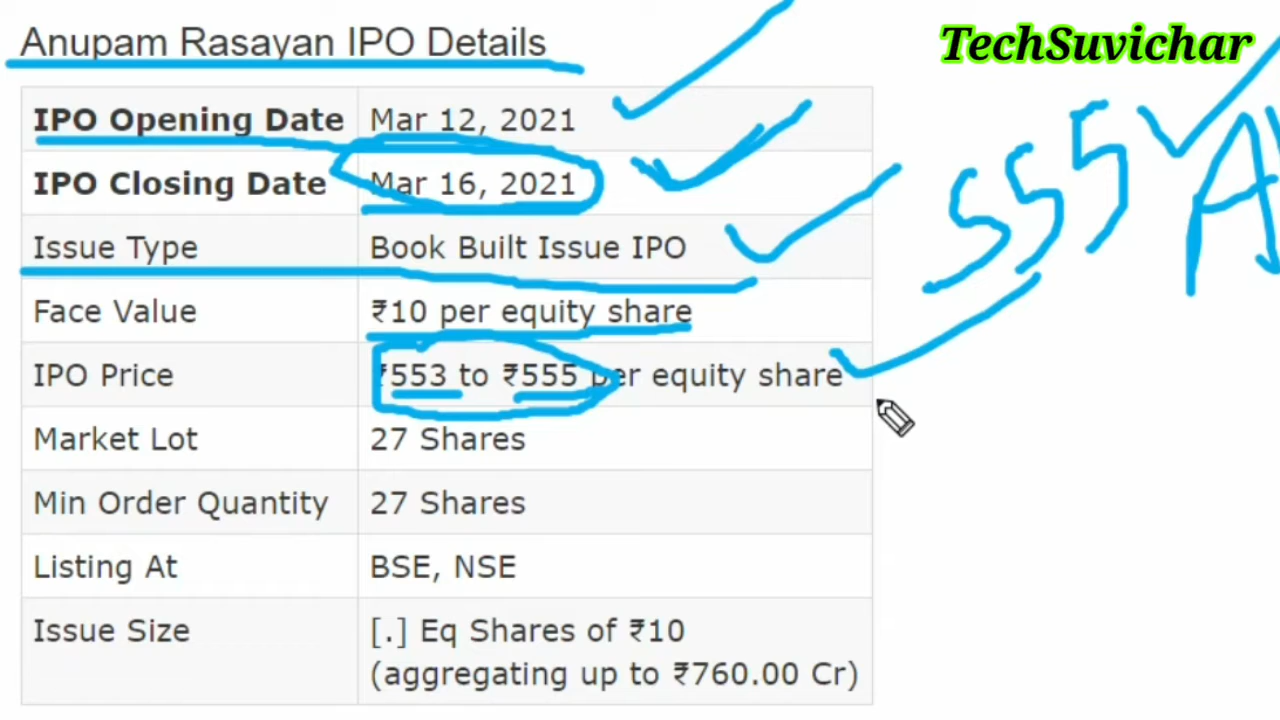 Anupam Rasayan IPO Details
TechSuvichar
IPO Opening Date Mar 12, 2021
IPO Closing Date Mar 16, 2021
Issue Type Book Built Issue IPO
Face Value ₹10 per equity share
IPO Price ₹553 to ₹555 per equity share
Market Lot 27 Shares
Min Order Quantity 27 Shares
Listing At BSE, NSE
Issue Size [.] Eq Shares of ₹10
(aggregating up to ₹760.00 Cr)
555